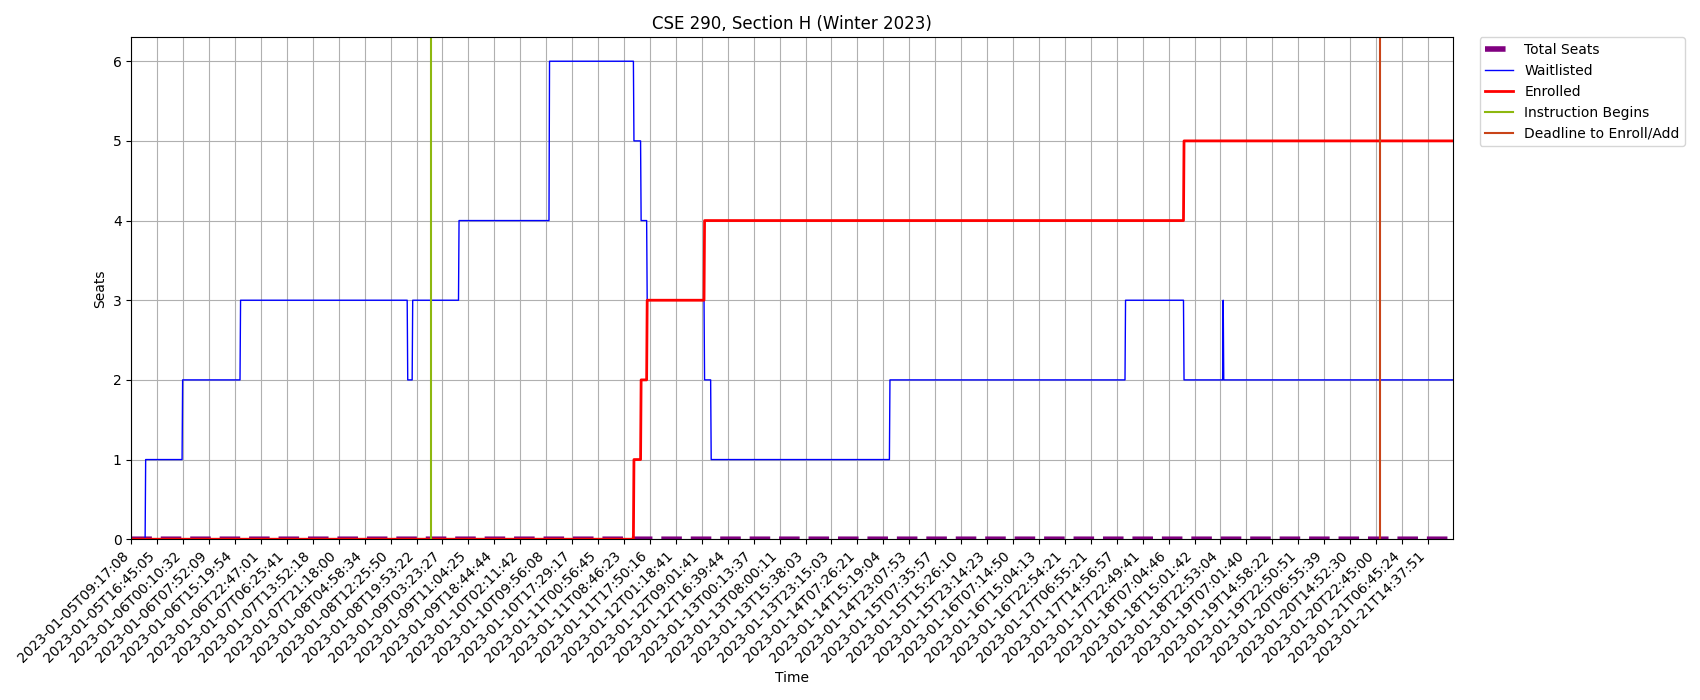 CSE 290, Section H (Winter 2023)
Total Seats
Waitlisted
Enrolled
Instruction Begins
Deadline to Enroll/Add
Seats
6
5
4
3
2
1
0
2023-01-05T09:17:08
2023-01-05T16:45:05
2023-01-06T00:10:32
2023-01-06T07:52:09
2023-01-06T15:19:54
2023-01-06T22:47:01
2023-01-07T06:25:41
2023-01-07T13:52:18
2023-01-07T21:18:00
2023-01-08T04:58:34
2023-01-08T12:25:50
2023-01-08T19:53:22
2023-01-09T03:23:27
2023-01-09T11:04:25
2023-01-09T18:44:44
2023-01-10T02:11:42
2023-01-10T09:56:08
2023-01-10T17:29:17
2023-01-11T00:56:45
2023-01-11T08:46:23
2023-01-11T17:50:16
2023-01-12T01:18:41
2023-01-12T09:01:41
2023-01-12T16:39:44
2023-01-13T00:13:37
2023-01-13T08:00:11
2023-01-13T15:38:03
2023-01-13T23:15:03
2023-01-14T07:26:21
2023-01-14T15:19:04
2023-01-14T23:07:53
2023-01-15T07:35:57
2023-01-15T15:26:10
2023-01-15T23:14:23
2023-01-16T07:14:50
2023-01-16T15:04:13
2023-01-16T22:54:21
2023-01-17T06:55:21
2023-01-17T14:56:57
2023-01-17T22:49:41
2023-01-18T07:04:46
2023-01-18T15:01:42
2023-01-18T22:53:04
2023-01-19T07:01:40
2023-01-19T14:58:22
2023-01-19T22:50:51
2023-01-20T06:55:39
2023-01-20T14:52:30
2023-01-20T22:45:00
2023-01-21T06:45:24
2023-01-21T14:37:51
Time